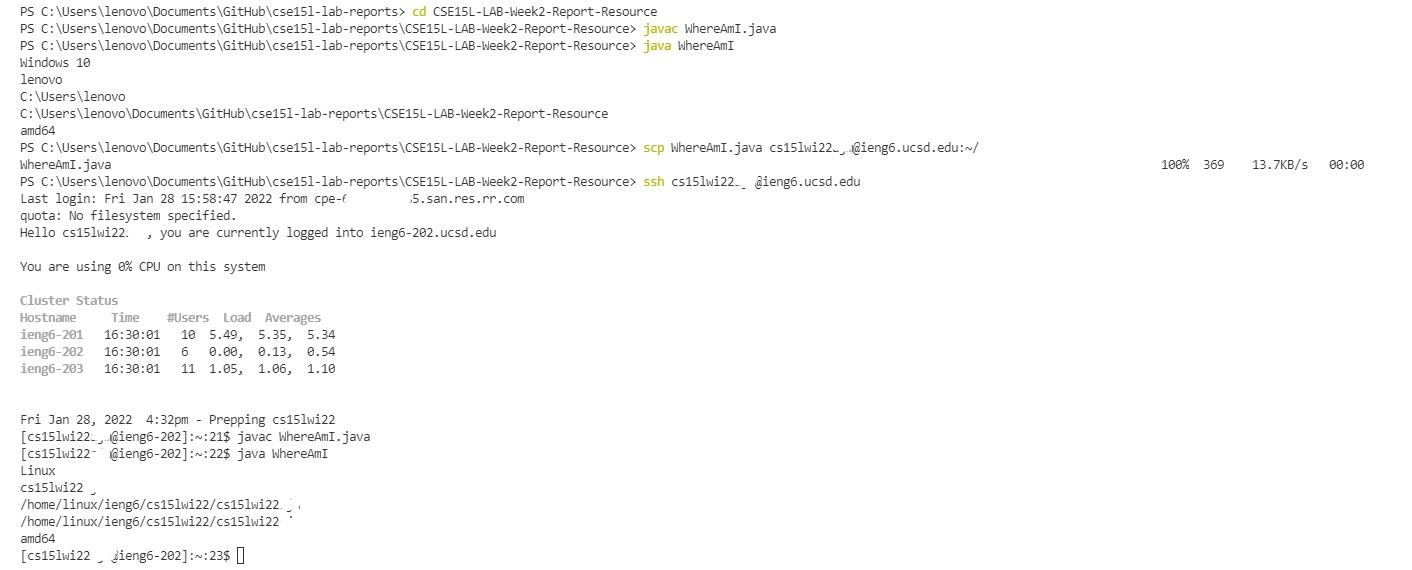 PS C:\Users\lenovo\Documents\GitHub\cse15l-lab-reports> cd CSE15L-LAB-Week2-Report-Resource
PS C:\Users\lenovo\Documents\GitHub\cse15l-lab-reports\CSE15L-LAB-Week2-Report-Resource> javac WhereAmI.java
PS C:\Users\lenovo\Documents\GitHub\cse15l-lab-reports\CSE15L-LAB-Week2-Report-Resource> java WhereAmI
Windows 10
lenovo
C:\Users\lenovo
C:\Users\lenovo\Documents\GitHub\cse15l-lab-reports\CSE15L-LAB-Week2-Report-Resource
amd64
PS C:\Users\lenovo\Documents\GitHub\cse15l-lab-reports\CSE15L-LAB-Week2-Report-Resource> scp WhereAmI.java cs15lwi22 @ieng6.ucsd.edu:~/
WhereAmI.java 100% 369 13.7KB/s 00:00
PS C:\Users\lenovo\Documents\GitHub\cse15l-lab-reports\CSE15L-LAB-Week2-Report-Resource> ssh cs15lwi22 @ieng6.ucsd.edu
Last login: Fri Jan 28 15:58:47 2022 from cpe- 5.san.res.rr.com
quota: No filesystem specified.
Hello cs15lwi22 , you are currently logged into ieng6-202.ucsd.edu
You are using 0% CPU on this system
Cluster Status
Hostname Time #Users Load Averages
ieng6-201 16:30:01 10 5.49, 5.35, 5.34
ieng6-202 16:30:01 6 0.00, 0.13, 0.54
ieng6-203 16:30:01 11 1.05, 1.06, 1.10
Fri Jan 28, 2022 4:32pm - Prepping cs15lwi22
[cs15lwi22 @ieng6-202]:~:21$ javac WhereAmI.java
[cs15lwi22 @ieng6-202]:~:22$ java WhereAmI
Linux
cs15lwi22
/home/linux/ieng6/cs15lwi22/cs15lwi22
/home/linux/ieng6/cs15lwi22/cs15lwi22
amd64
[cs15lwi22 @ieng6-202]:~:23$